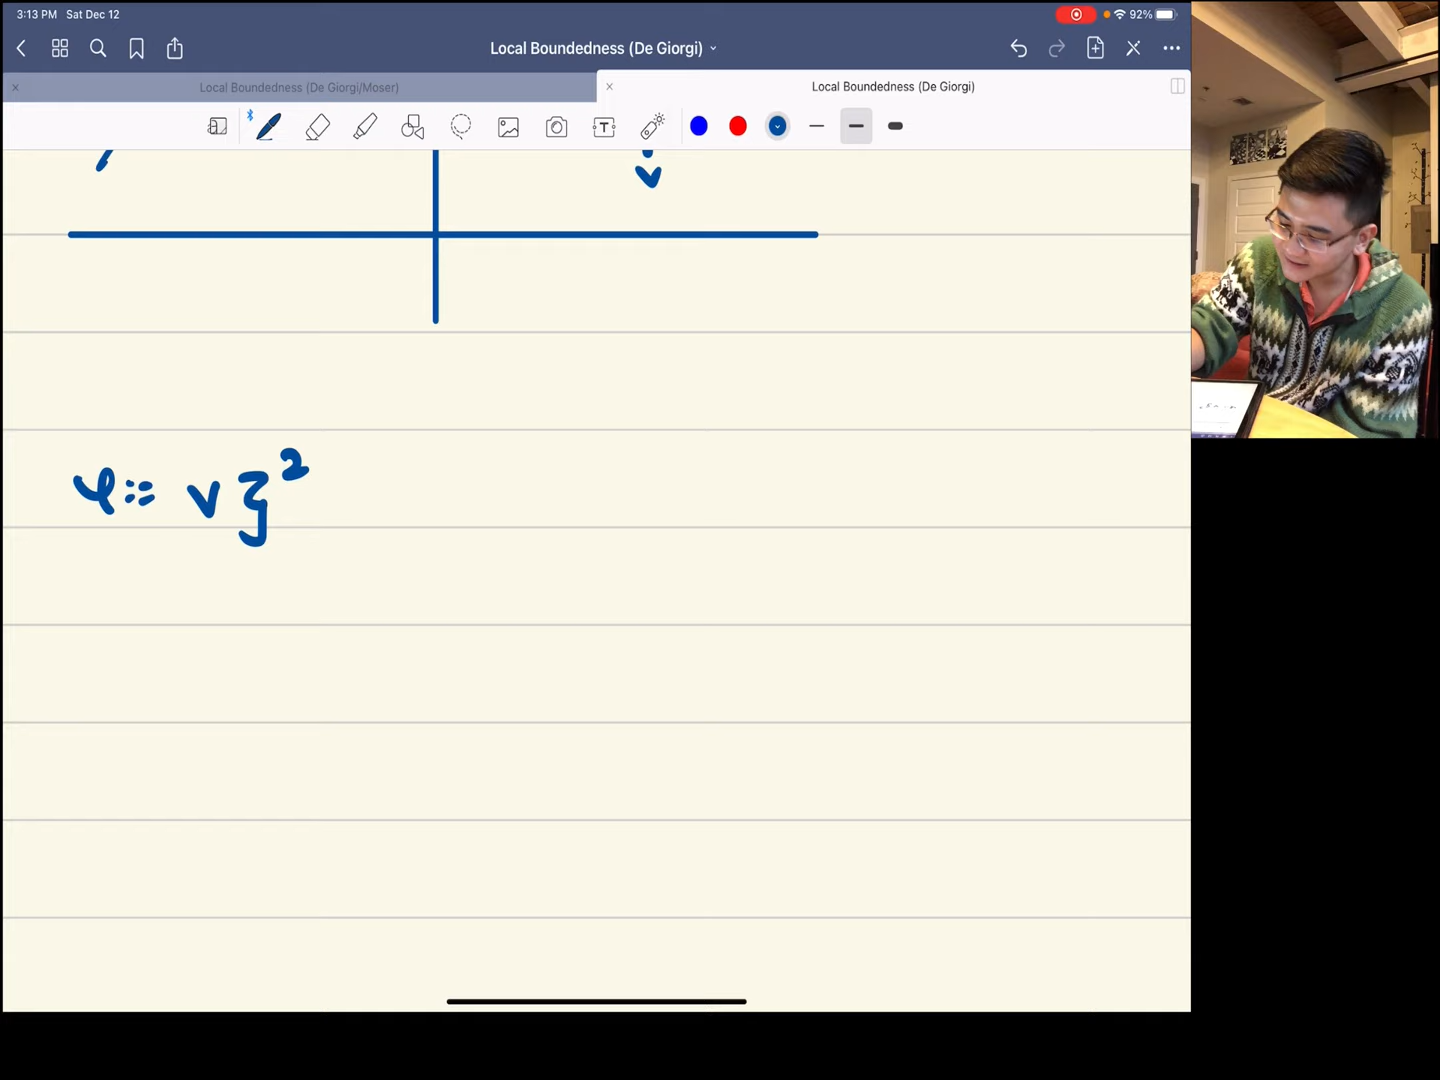 3:13 PM Sat Dec 12
92%
Local Boundedness (De Giorgi)
Local Boundedness (De Giorgi/Moser)
Local Boundedness (De Giorgi)
T
v
φ := v ξ²